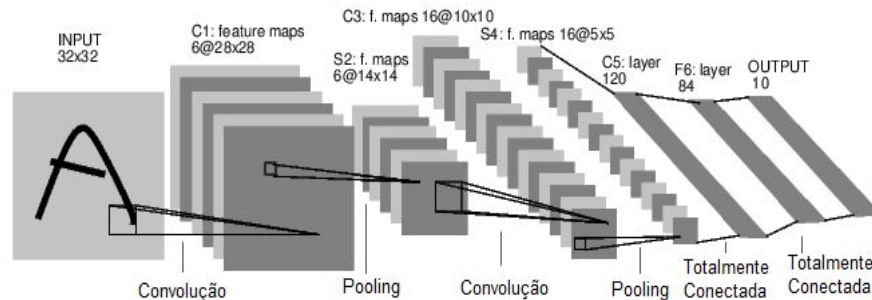 INPUT
32x32
C1: feature maps
6@28x28
S2: f. maps
6@14x14
C3: f. maps 16@10x10
S4: f. maps 16@5x5
C5: layer
120
F6: layer
84
OUTPUT
10
A
Convolução
Pooling
Convolução
Pooling
Totalmente
Conectada
Totalmente
Conectada